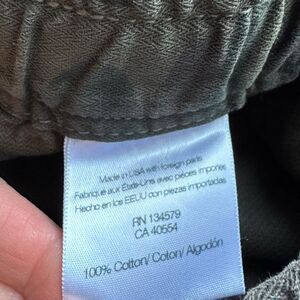 Made in USA with foreign parts
Fabriqué aux États-Unis avec pièces importés
Hecho en los EEUU con piezas importadas
RN 134579
CA 40554
100% Cotton/ Coton/ Algodón